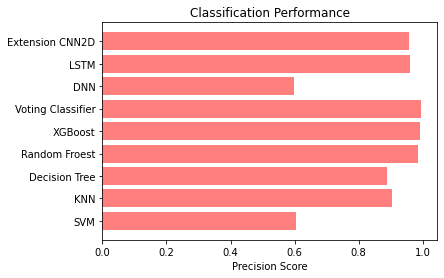 Classification Performance
Extension CNN2D
LSTM
DNN
Voting Classifier
XGBoost
Random Froest
Decision Tree
KNN
SVM
0.0 0.2 0.4 0.6 0.8 1.0
Precision Score